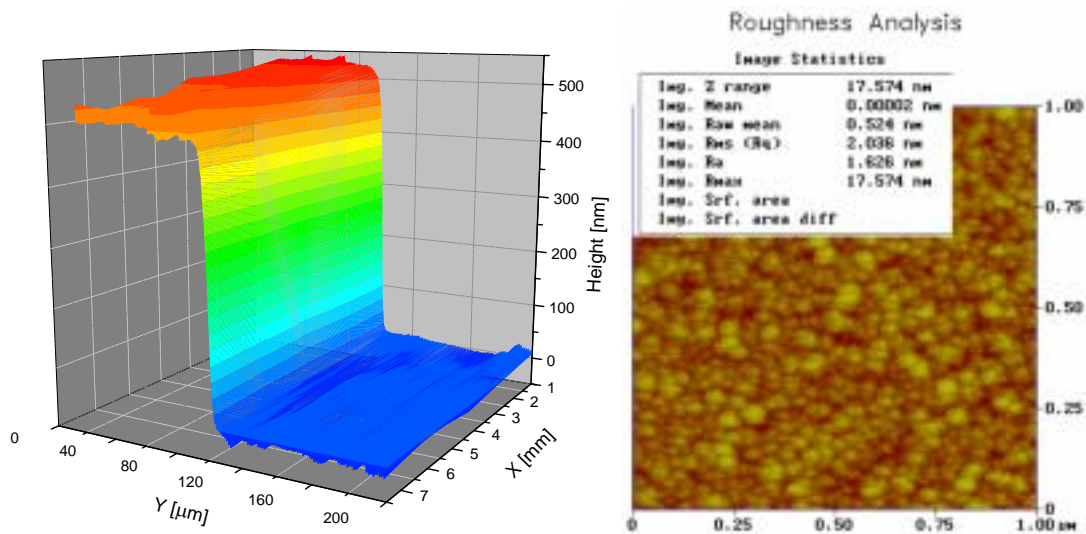 500
400
300
200
100
0
Height [nm]
1
2
3
4
5
6
7
X [mm]
0
40
80
120
160
200
Y [µm]
Roughness Analysis
Image Statistics
Img. Z range 17.574 nm
Img. Mean 0.00002 nm
Img. Raw mean 0.524 nm
Img. Rms (Rq) 2.036 nm
Img. Ra 1.626 nm
Img. Rmax 17.574 nm
Img. Srf. area
Img. Srf. area diff
1.00
0.75
0.50
0.25
0
0 0.25 0.50 0.75 1.00 µm